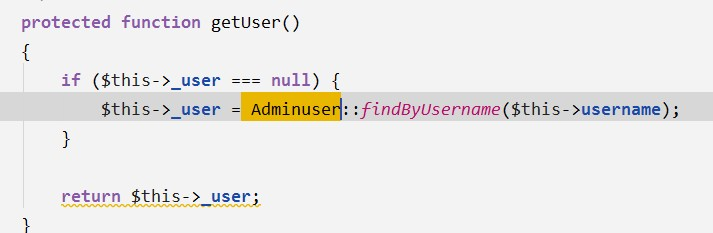 protected function getUser()
{
if ($this->_user === null) {
$this->_user = Adminuser::findByUsername($this->username);
}
return $this->_user;
}